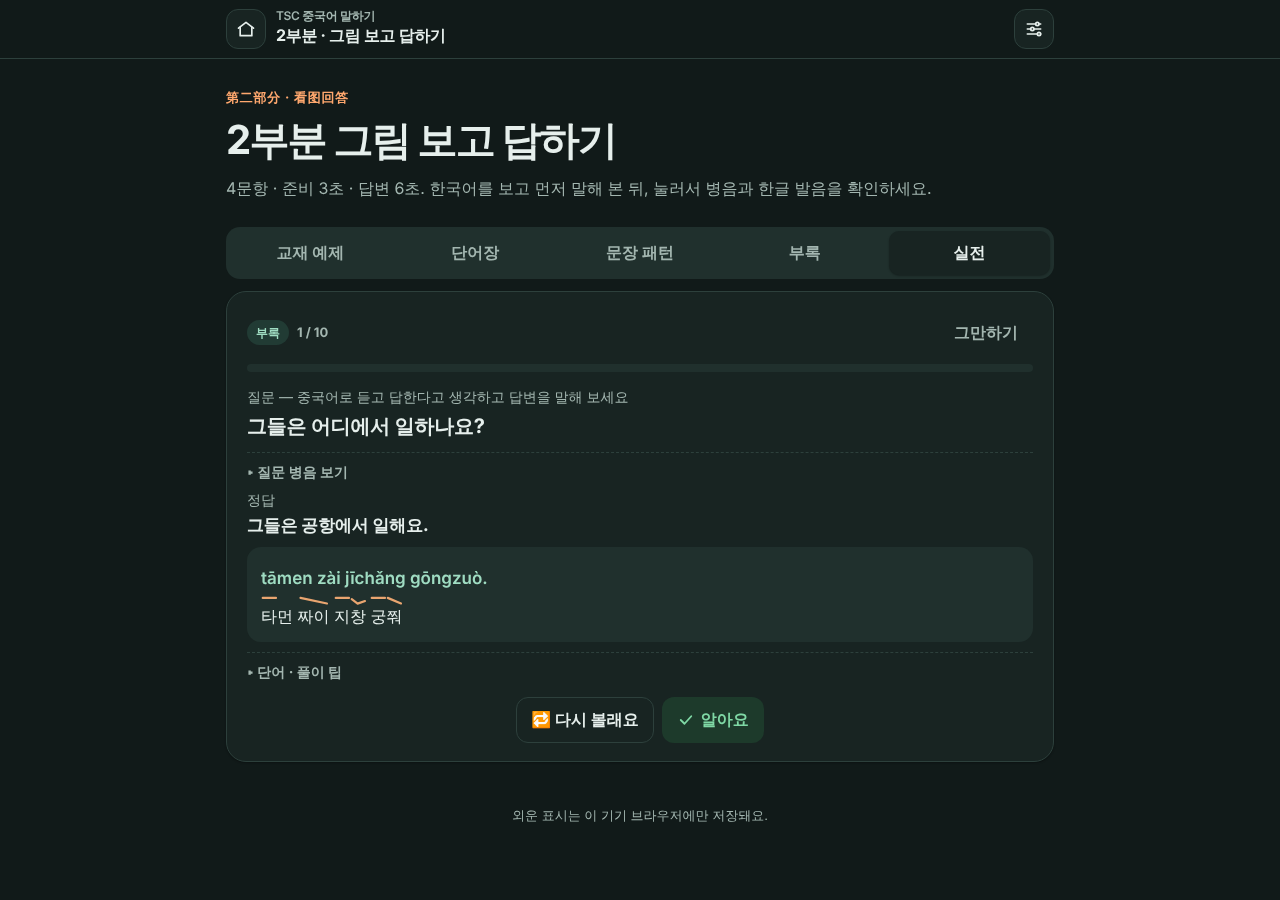 TSC 중국어 말하기
2부분 · 그림 보고 답하기
第二部分 · 看图回答
2부분 그림 보고 답하기
4문항 · 준비 3초 · 답변 6초. 한국어를 보고 먼저 말해 본 뒤, 눌러서 병음과 한글 발음을 확인하세요.
교재 예제 단어장 문장 패턴 부록 실전
부록 1 / 10 그만하기
질문 — 중국어로 듣고 답한다고 생각하고 답변을 말해 보세요
그들은 어디에서 일하나요?
질문 병음 보기
정답
그들은 공항에서 일해요.
tāmen zài jīchǎng gōngzuò.
타먼 짜이 지창 궁쭤
단어 · 풀이 팁
🔁 다시 볼래요 ✓ 알아요
외운 표시는 이 기기 브라우저에만 저장돼요.